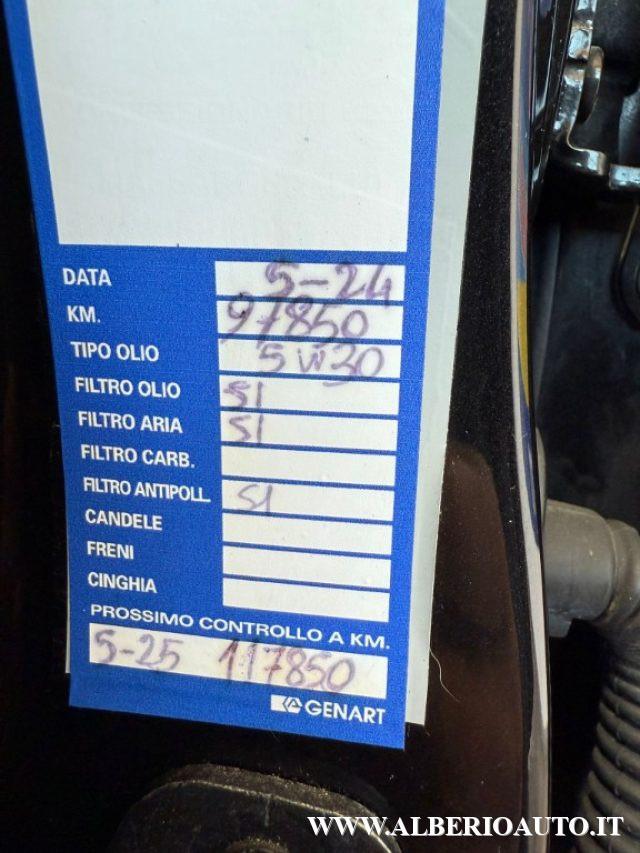 DATA 5-24
KM. 97850
TIPO OLIO 5W30
FILTRO OLIO SI
FILTRO ARIA SI
FILTRO CARB.
FILTRO ANTIPOLL. SI
CANDELE
FRENI
CINGHIA
PROSSIMO CONTROLLO A KM.
5-25 117850
GENART
WWW.ALBERIOAUTO.IT